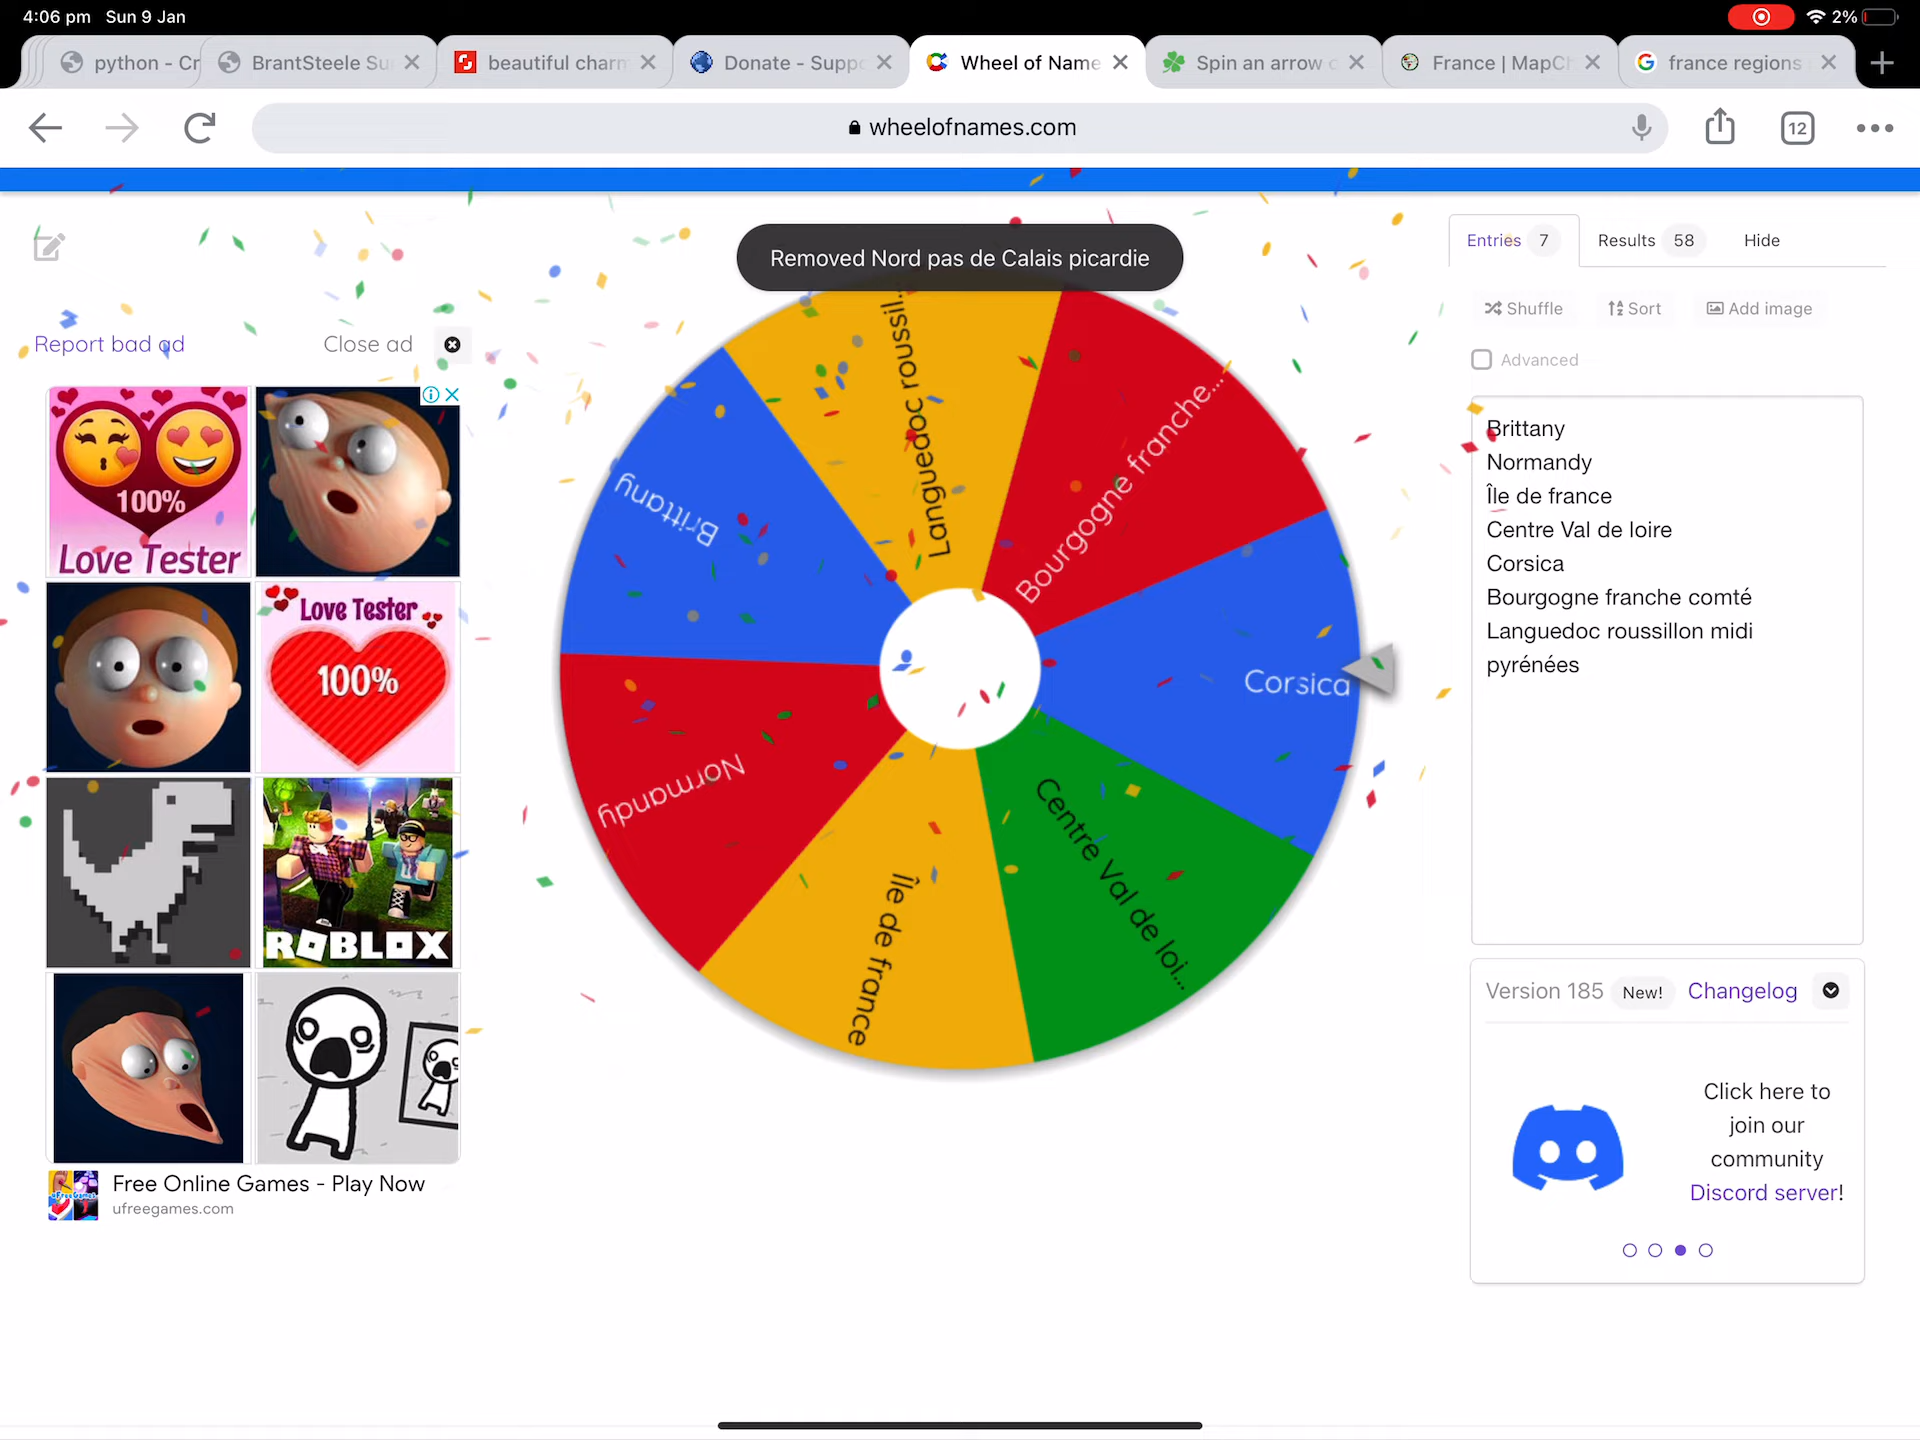 4:06 pm Sun 9 Jan
2%
python - Cr
BrantSteele Su
beautiful charm
Donate - Suppo
Wheel of Name
Spin an arrow o
France | MapCh
france regions
wheelofnames.com
12
Removed Nord pas de Calais picardie
Entries 7
Results 58
Hide
Shuffle
Sort
Add image
Advanced
Report bad ad
Close ad
100%
Love Tester
Love Tester
100%
ROBLOX
Free Online Games - Play Now
ufreegames.com
Languedoc roussil...
Bourgogne franche...
Brittany
Corsica
Normandy
Centre Val de loi...
Île de france
Brittany
Normandy
Île de france
Centre Val de loire
Corsica
Bourgogne franche comté
Languedoc roussillon midi
pyrénées
Version 185 New! Changelog
Click here to
join our
community
Discord server!